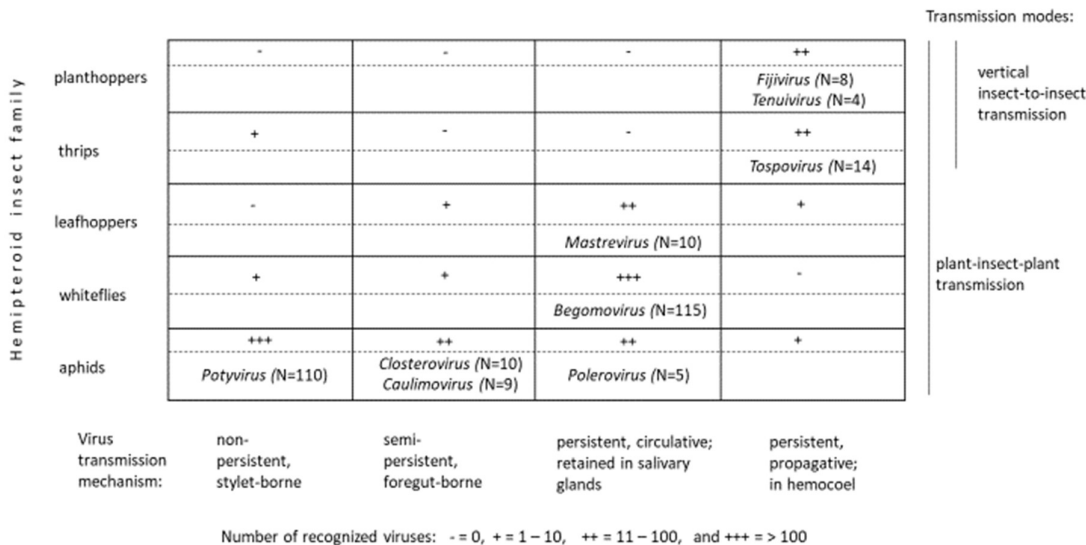 Transmission modes:
Hemipteroid insect family
planthoppers
- - - ++
Fijivirus (N=8)
Tenuivirus (N=4)
vertical
insect-to-insect
transmission
thrips
+ - - ++
Tospovirus (N=14)
leafhoppers
- + ++ +
Mastrevirus (N=10)
whiteflies
+ + +++ -
Begomovirus (N=115)
plant-insect-plant
transmission
aphids
+++ ++ ++ +
Potyvirus (N=110)
Closterovirus (N=10)
Caulimovirus (N=9)
Polerovirus (N=5)
Virus
transmission
mechanism:
non-
persistent,
stylet-borne
semi-
persistent,
foregut-borne
persistent, circulative;
retained in salivary
glands
persistent,
propagative;
in hemocoel
Number of recognized viruses: - = 0, + = 1 – 10, ++ = 11 – 100, and +++ = > 100